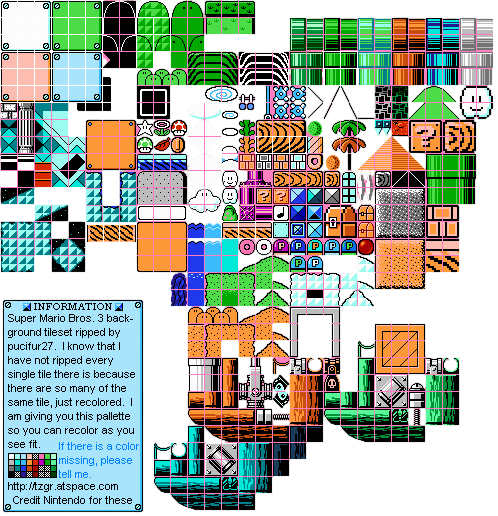 INFORMATION
Super Mario Bros. 3 back-
ground tileset ripped by
pucifur27. I know that I
have not ripped every
single tile there is because
there are so many of the
same tile, just recolored. I
am giving you this pallette
so you can recolor as you
see fit.
If there is a color
missing, please
tell me.
http://tzgr.atspace.com
Credit Nintendo for these
P P P P